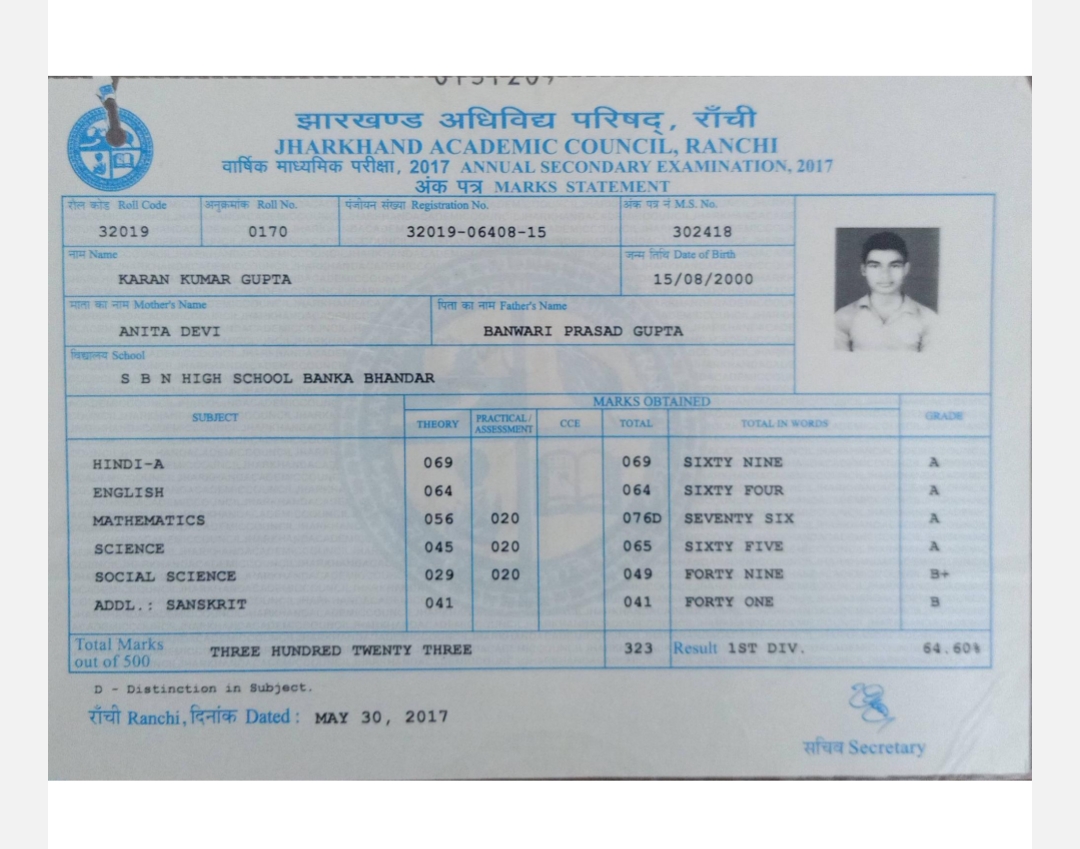 झारखण्ड अधिविद्य परिषद्, राँची
JHARKHAND ACADEMIC COUNCIL, RANCHI
वार्षिक माध्यमिक परीक्षा, 2017 ANNUAL SECONDARY EXAMINATION, 2017
अंक पत्र MARKS STATEMENT
रोल कोड Roll Code अनुक्रमांक Roll No. पंजीयन संख्या Registration No. अंक पत्र नं M.S. No.
32019 0170 32019-06408-15 302418
नाम Name जन्म तिथि Date of Birth
KARAN KUMAR GUPTA 15/08/2000
माता का नाम Mother's Name पिता का नाम Father's Name
ANITA DEVI BANWARI PRASAD GUPTA
विद्यालय School
S B N HIGH SCHOOL BANKA BHANDAR
SUBJECT MARKS OBTAINED GRADE
THEORY PRACTICAL/ ASSESSMENT CCE TOTAL TOTAL IN WORDS
HINDI-A 069 069 SIXTY NINE A
ENGLISH 064 064 SIXTY FOUR A
MATHEMATICS 056 020 076D SEVENTY SIX A
SCIENCE 045 020 065 SIXTY FIVE A
SOCIAL SCIENCE 029 020 049 FORTY NINE B+
ADDL.: SANSKRIT 041 041 FORTY ONE B
Total Marks
out of 500 THREE HUNDRED TWENTY THREE 323 Result 1ST DIV. 64.60%
D - Distinction in Subject.
राँची Ranchi, दिनांक Dated : MAY 30, 2017
सचिव Secretary